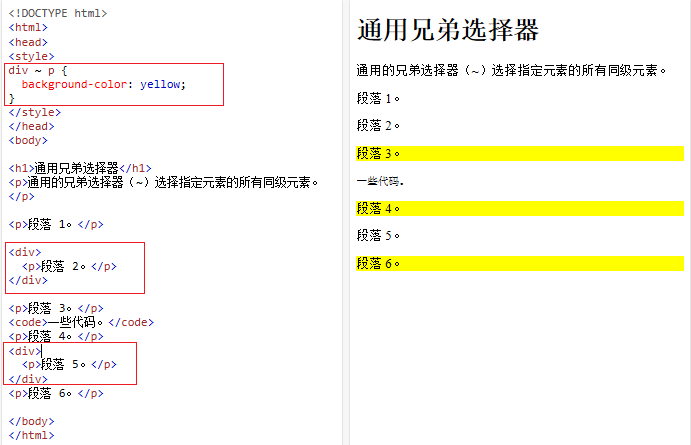 <!DOCTYPE html>
<html>
<head>
<style>
div ~ p {
  background-color: yellow;
}
</style>
</head>
<body>
<h1>通用兄弟选择器</h1>
<p>通用的兄弟选择器（~）选择指定元素的所有同级元素。
</p>
<p>段落 1。</p>
<div>
  <p>段落 2。</p>
</div>
<p>段落 3。</p>
<code>一些代码。</code>
<p>段落 4。</p>
<div>
  <p>段落 5。</p>
</div>
<p>段落 6。</p>
</body>
</html>
通用兄弟选择器
通用的兄弟选择器（~）选择指定元素的所有同级元素。
段落 1。
段落 2。
段落 3。
一些代码。
段落 4。
段落 5。
段落 6。